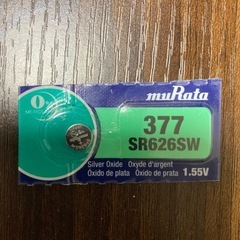 muRata
377
SR626SW
Silver Oxide Oxyde d'argent
Óxido de plata Óxido de prata 1.55V